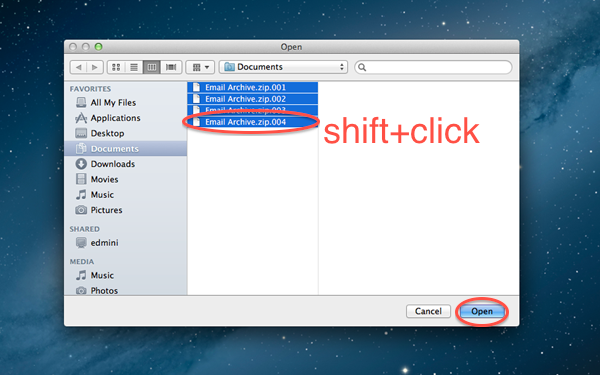 Open
Documents
FAVORITES
All My Files
Applications
Desktop
Documents
Downloads
Movies
Music
Pictures
SHARED
edmini
MEDIA
Music
Photos
Email Archive.zip.001
Email Archive.zip.002
Email Archive.zip.003
Email Archive.zip.004
shift+click
Cancel
Open